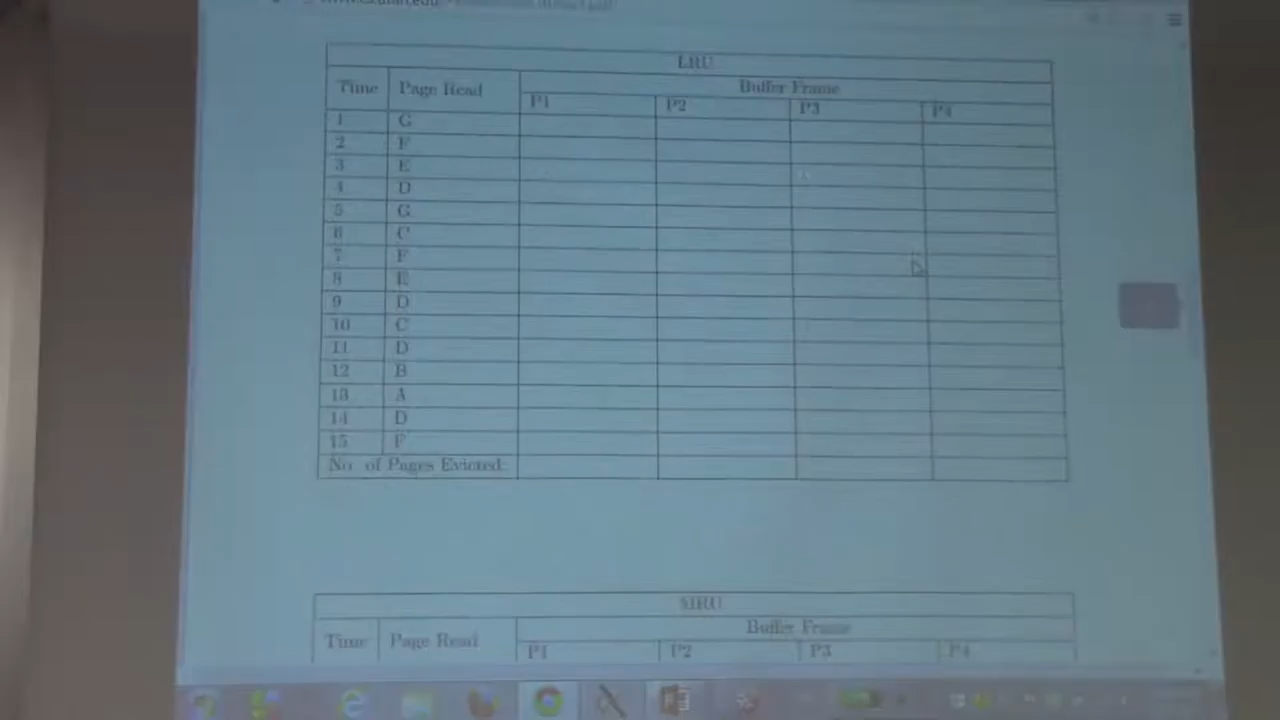 LRU
Time Page Read Buffer Frame
P1 P2 P3 P4
1 G
2 F
3 E
4 D
5 G
6 C
7 F
8 E
9 D
10 C
11 D
12 B
13 A
14 D
15 F
No. of Pages Evicted:
MRU
Time Page Read Buffer Frame
P1 P2 P3 P4